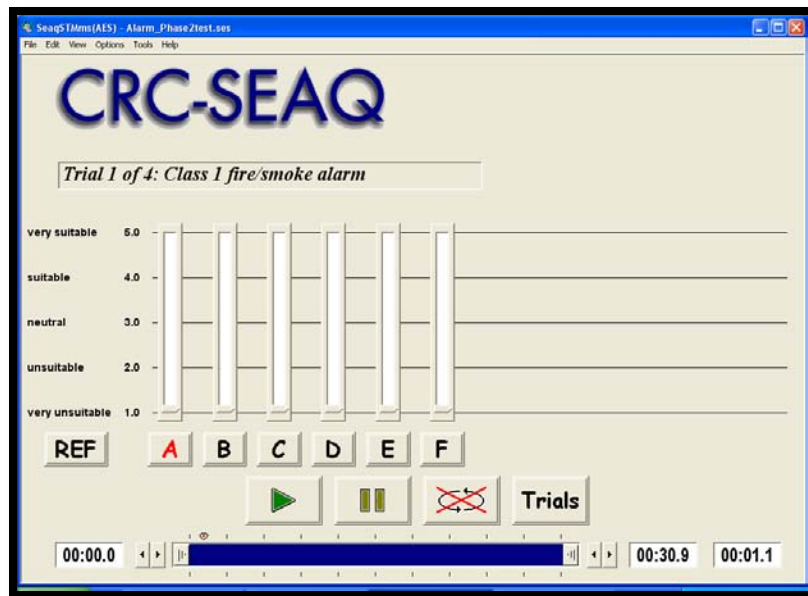 SeaqSTMms(AES) - Alarm_Phase2test.ses
File Edit View Options Tools Help
CRC-SEAQ
Trial 1 of 4: Class 1 fire/smoke alarm
very suitable 5.0
suitable 4.0
neutral 3.0
unsuitable 2.0
very unsuitable 1.0
REF A B C D E F
Trials
00:00.0 00:30.9 00:01.1